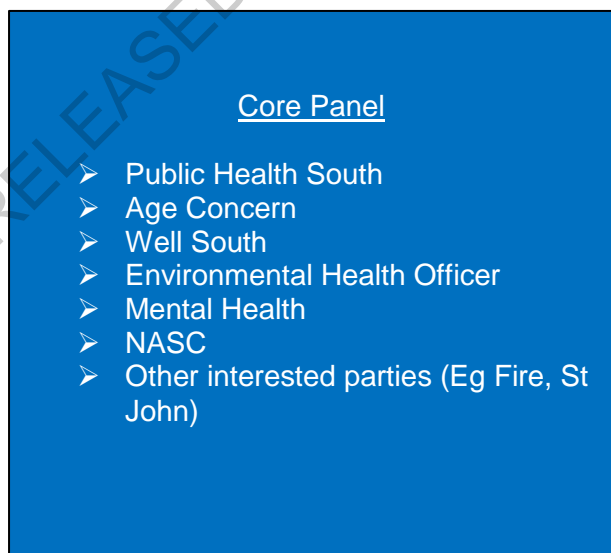 RELEASED
Core Panel
➢ Public Health South
➢ Age Concern
➢ Well South
➢ Environmental Health Officer
➢ Mental Health
➢ NASC
➢ Other interested parties (Eg Fire, St
John)